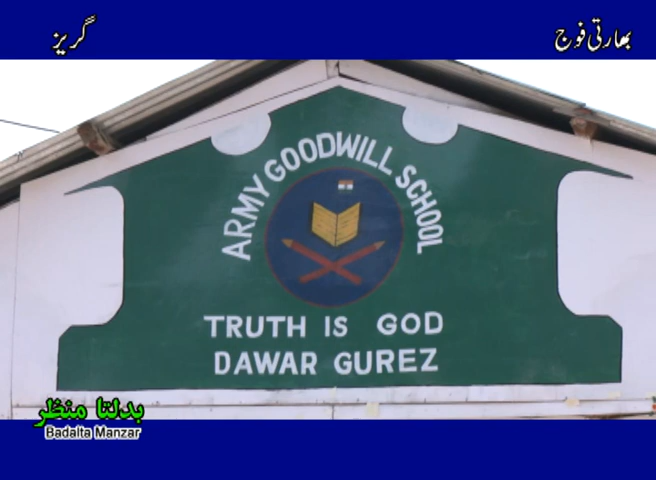 بھارتی فوج
گریز
ARMY GOODWILL SCHOOL
TRUTH IS GOD
DAWAR GUREZ
بدلتا منظر
Badalta Manzar